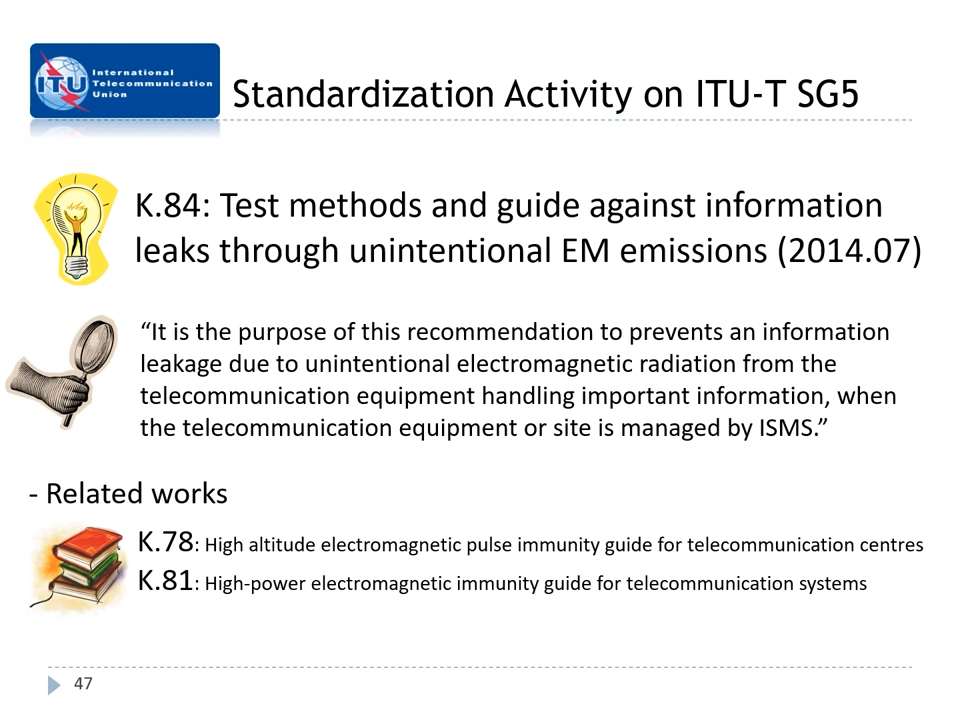 ITU
International
Telecommunication
Union
Standardization Activity on ITU-T SG5
K.84: Test methods and guide against information
leaks through unintentional EM emissions (2014.07)
“It is the purpose of this recommendation to prevents an information
leakage due to unintentional electromagnetic radiation from the
telecommunication equipment handling important information, when
the telecommunication equipment or site is managed by ISMS.”
- Related works
K.78: High altitude electromagnetic pulse immunity guide for telecommunication centres
K.81: High-power electromagnetic immunity guide for telecommunication systems
47